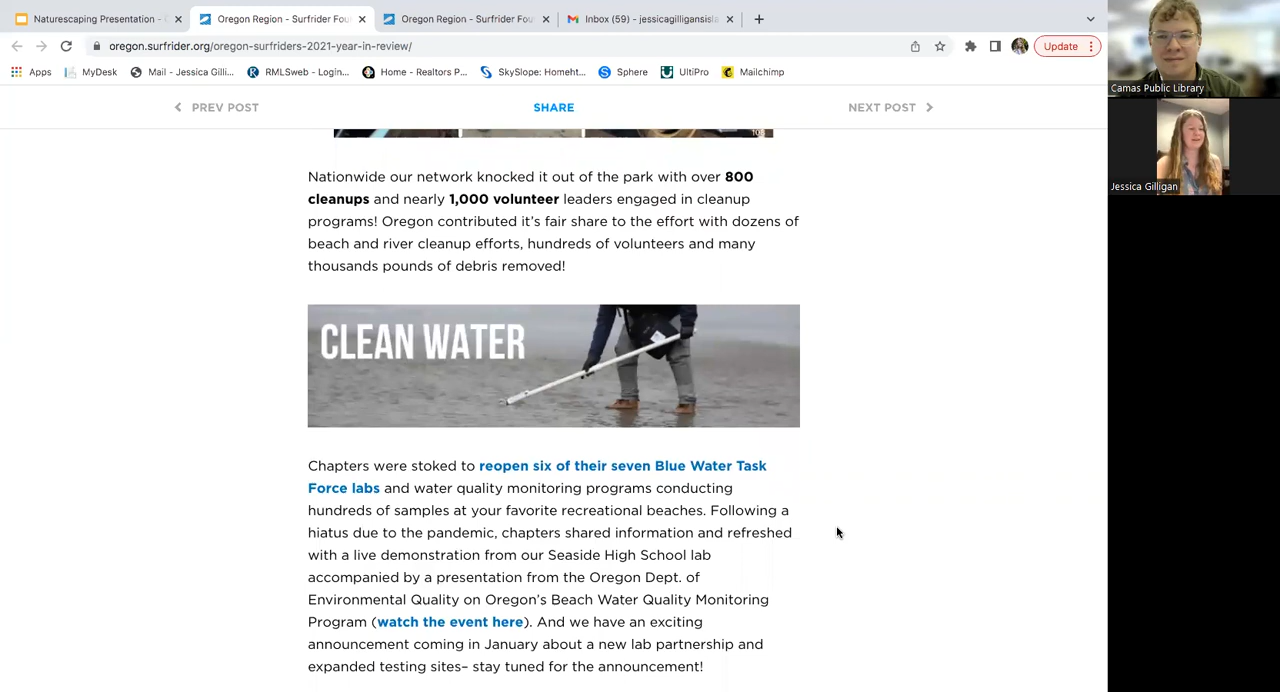 Naturescaping Presentation -
Oregon Region - Surfrider Fou
Oregon Region - Surfrider Fou
Inbox (59) - jessicagilligansisla
oregon.surfrider.org/oregon-surfriders-2021-year-in-review/
Update
Apps
MyDesk
Mail - Jessica Gilli...
RMLSweb - Login...
Home - Realtors P...
SkySlope: Homeht...
Sphere
UltiPro
Mailchimp
Camas Public Library
Jessica Gilligan
PREV POST
SHARE
NEXT POST
Nationwide our network knocked it out of the park with over 800
cleanups and nearly 1,000 volunteer leaders engaged in cleanup
programs! Oregon contributed it's fair share to the effort with dozens of
beach and river cleanup efforts, hundreds of volunteers and many
thousands pounds of debris removed!
CLEAN WATER
Chapters were stoked to reopen six of their seven Blue Water Task
Force labs and water quality monitoring programs conducting
hundreds of samples at your favorite recreational beaches. Following a
hiatus due to the pandemic, chapters shared information and refreshed
with a live demonstration from our Seaside High School lab
accompanied by a presentation from the Oregon Dept. of
Environmental Quality on Oregon's Beach Water Quality Monitoring
Program (watch the event here). And we have an exciting
announcement coming in January about a new lab partnership and
expanded testing sites– stay tuned for the announcement!